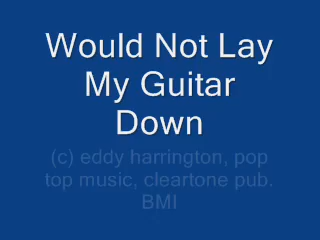 Would Not Lay
My Guitar
Down
(c) eddy harrington, pop
top music, cleartone pub.
BMI